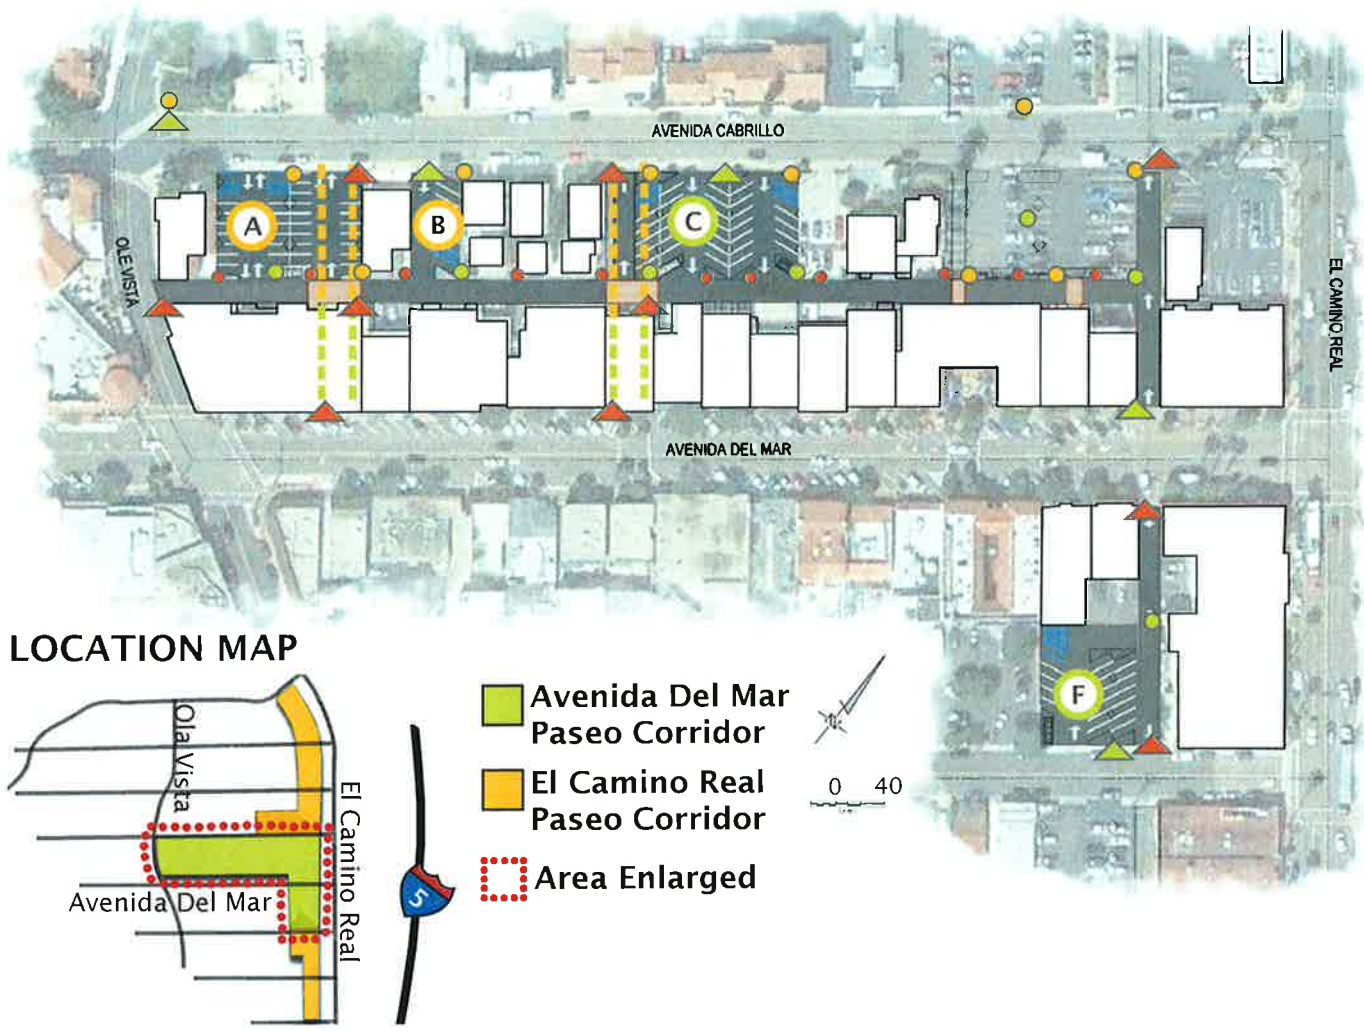 AVENIDA CABRILLO
A
B
C
OLE VISTA
EL CAMINO REAL
AVENIDA DEL MAR
F
LOCATION MAP
Ola Vista
El Camino Real
Avenida Del Mar
5
Avenida Del Mar
Paseo Corridor
El Camino Real
Paseo Corridor
Area Enlarged
0 40